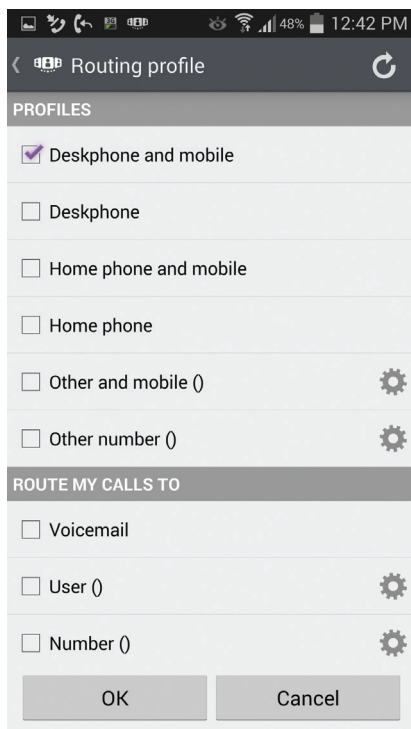 48% 12:42 PM
Routing profile
PROFILES
Deskphone and mobile
Deskphone
Home phone and mobile
Home phone
Other and mobile ()
Other number ()
ROUTE MY CALLS TO
Voicemail
User ()
Number ()
OK Cancel